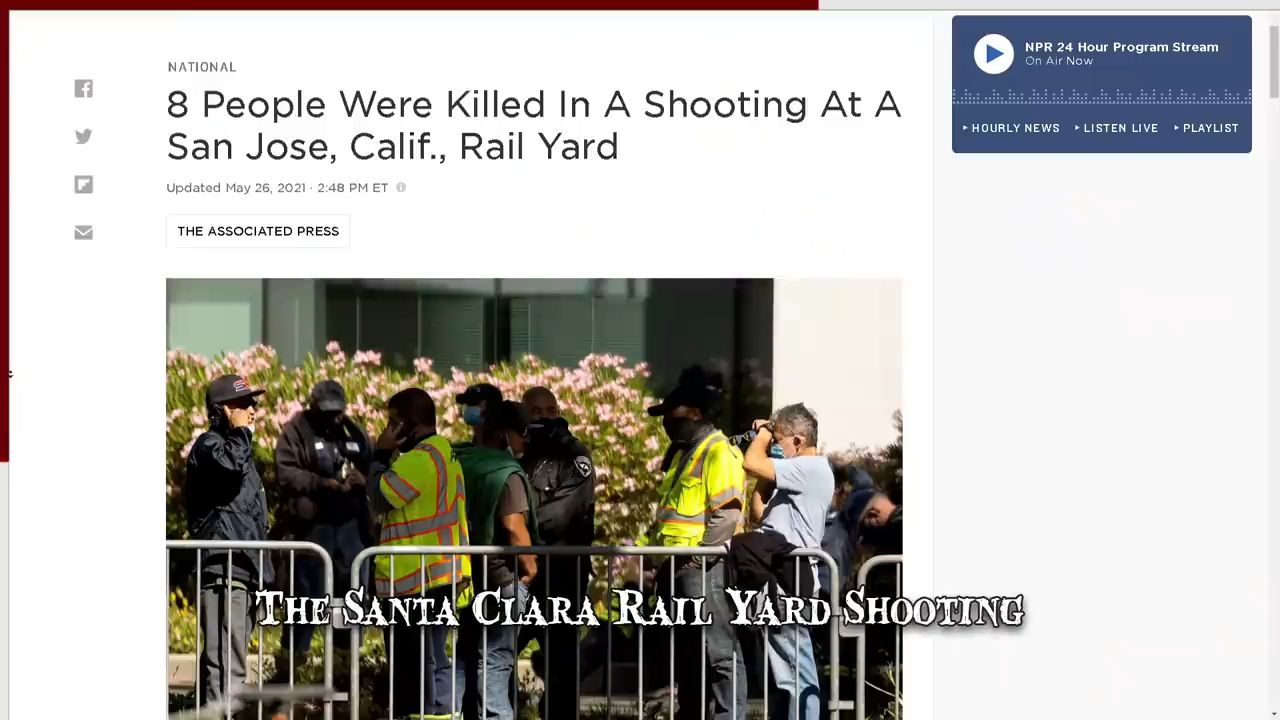 NATIONAL
8 People Were Killed In A Shooting At A
San Jose, Calif., Rail Yard
Updated May 26, 2021 · 2:48 PM ET
THE ASSOCIATED PRESS
NPR 24 Hour Program Stream
On Air Now
HOURLY NEWS LISTEN LIVE PLAYLIST
The Santa Clara Rail Yard Shooting